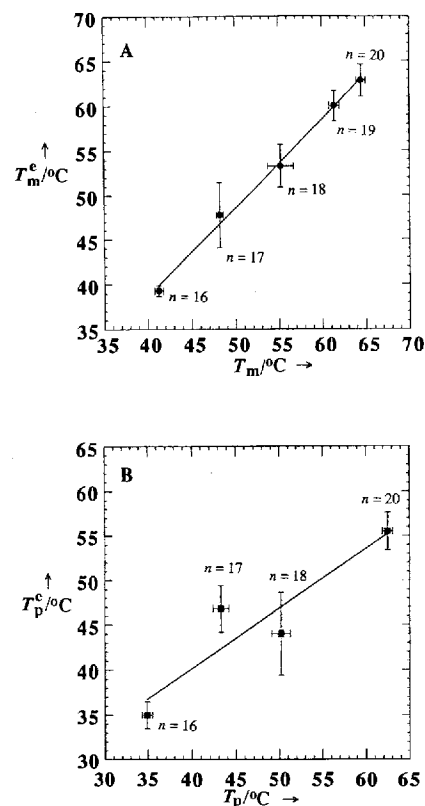 A
70
65
60
55
50
45
40
35
n = 20
n = 19
n = 18
n = 17
n = 16
↑
T_m^e/°C
35 40 45 50 55 60 65 70
T_m/°C →
B
65
60
55
50
45
40
35
30
n = 20
n = 17
n = 18
n = 16
↑
T_p^e/°C
30 35 40 45 50 55 60 65
T_p/°C →